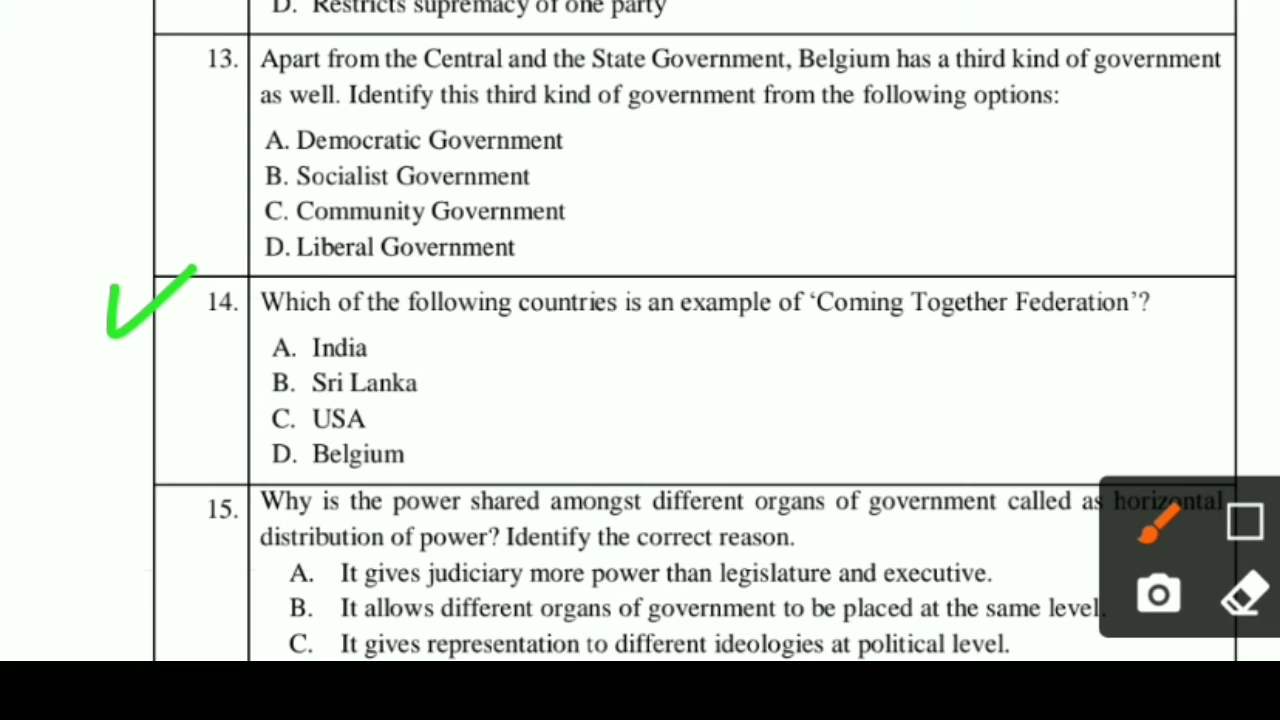 D. Restricts supremacy of one party
13. Apart from the Central and the State Government, Belgium has a third kind of government
as well. Identify this third kind of government from the following options:
A. Democratic Government
B. Socialist Government
C. Community Government
D. Liberal Government
14. Which of the following countries is an example of ‘Coming Together Federation’?
A. India
B. Sri Lanka
C. USA
D. Belgium
15. Why is the power shared amongst different organs of government called as horizontal
distribution of power? Identify the correct reason.
A. It gives judiciary more power than legislature and executive.
B. It allows different organs of government to be placed at the same level.
C. It gives representation to different ideologies at political level.